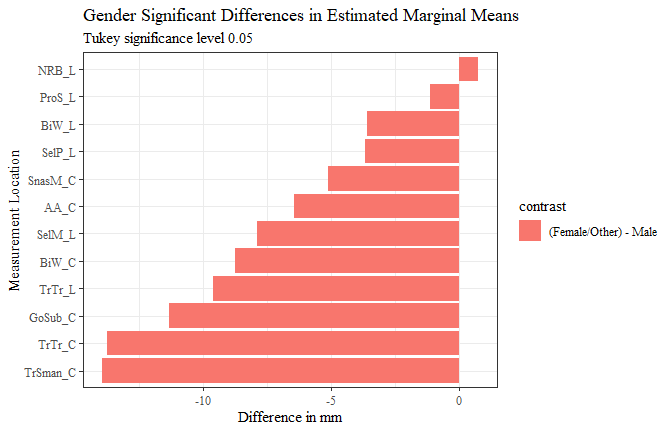 Gender Significant Differences in Estimated Marginal Means
Tukey significance level 0.05
Measurement Location
NRB_L
ProS_L
BiW_L
SelP_L
SnasM_C
AA_C
SelM_L
BiW_C
TrTr_L
GoSub_C
TrTr_C
TrSman_C
-10 -5 0
Difference in mm
contrast
(Female/Other) - Male